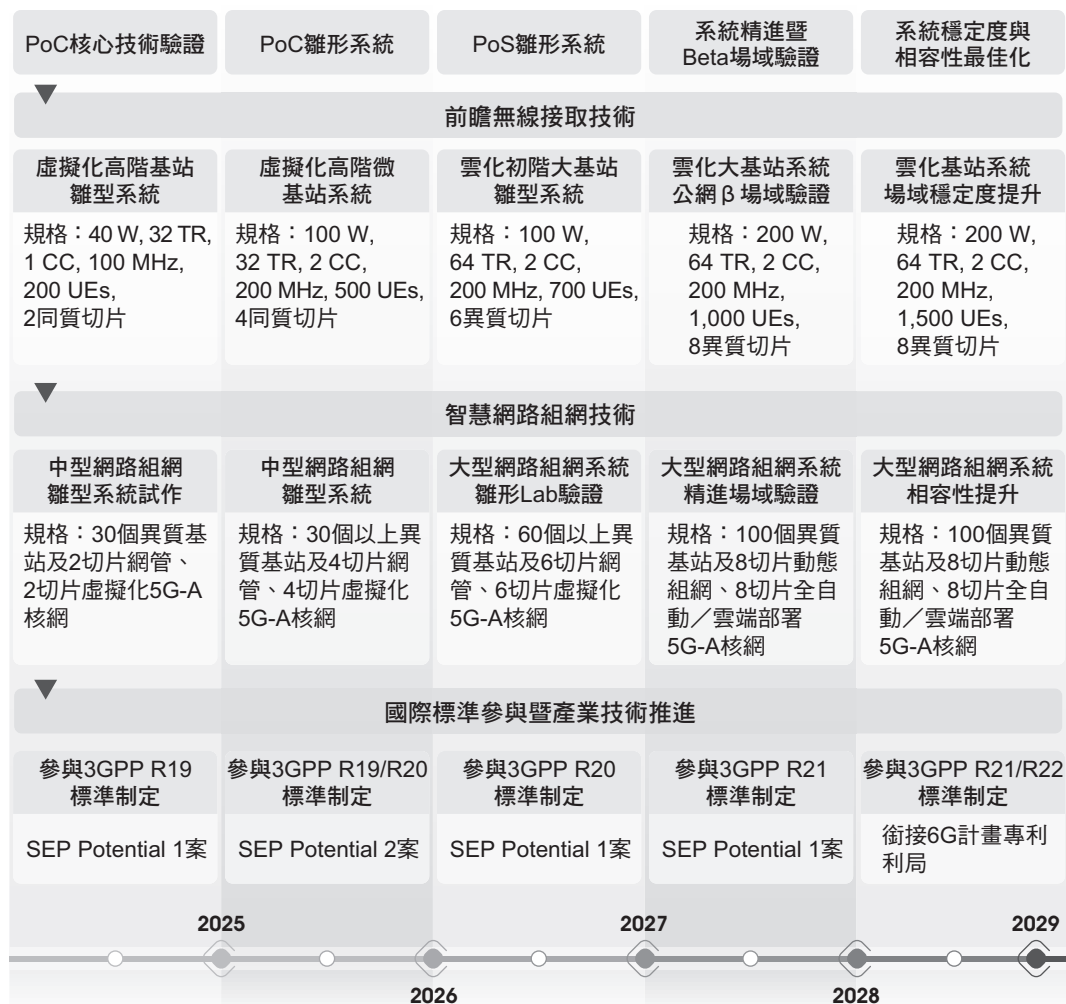 PoC核心技術驗證
PoC雛形系統
PoS雛形系統
系統精進暨
Beta場域驗證
系統穩定度與
相容性最佳化
前瞻無線接取技術
虛擬化高階基站
雛型系統
規格：40 W, 32 TR,
1 CC, 100 MHz,
200 UEs,
2同質切片
虛擬化高階微
基站系統
規格：100 W,
32 TR, 2 CC,
200 MHz, 500 UEs,
4同質切片
雲化初階大基站
雛型系統
規格：100 W,
64 TR, 2 CC,
200 MHz, 700 UEs,
6異質切片
雲化大基站系統
公網β場域驗證
規格：200 W,
64 TR, 2 CC,
200 MHz,
1,000 UEs,
8異質切片
雲化基站系統
場域穩定度提升
規格：200 W,
64 TR, 2 CC,
200 MHz,
1,500 UEs,
8異質切片
智慧網路組網技術
中型網路組網
雛型系統試作
規格：30個異質基
站及2切片網管、
2切片虛擬化5G-A
核網
中型網路組網
雛型系統
規格：30個以上異
質基站及4切片網
管、4切片虛擬化
5G-A核網
大型網路組網系統
雛形Lab驗證
規格：60個以上異
質基站及6切片網
管、6切片虛擬化
5G-A核網
大型網路組網系統
精進場域驗證
規格：100個異質
基站及8切片動態
組網、8切片全自
動／雲端部署
5G-A核網
大型網路組網系統
相容性提升
規格：100個異質
基站及8切片動態
組網、8切片全自
動／雲端部署
5G-A核網
國際標準參與暨產業技術推進
參與3GPP R19
標準制定
SEP Potential 1案
參與3GPP R19/R20
標準制定
SEP Potential 2案
參與3GPP R20
標準制定
SEP Potential 1案
參與3GPP R21
標準制定
SEP Potential 1案
參與3GPP R21/R22
標準制定
銜接6G計畫專利
利局
2025
2026
2027
2028
2029